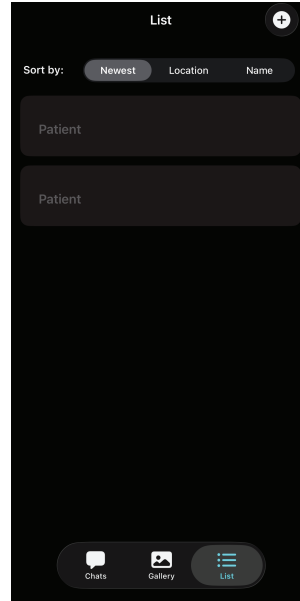 List
Sort by: Newest Location Name
Patient
Patient
Chats Gallery List